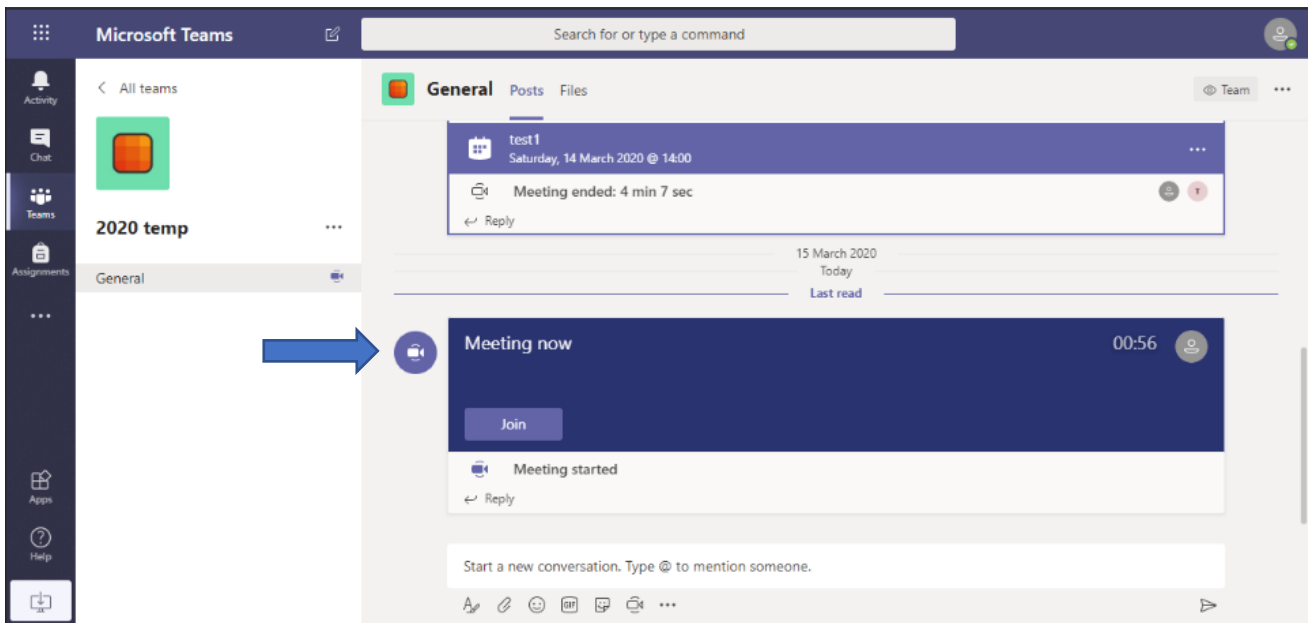 Microsoft Teams
Search for or type a command
Activity
Chat
Teams
Assignments
Apps
Help
All teams
2020 temp
General
General Posts Files
Team
test1
Saturday, 14 March 2020 @ 14:00
Meeting ended: 4 min 7 sec
T
Reply
15 March 2020
Today
Last read
Meeting now 00:56
Join
Meeting started
Reply
Start a new conversation. Type @ to mention someone.
GIF